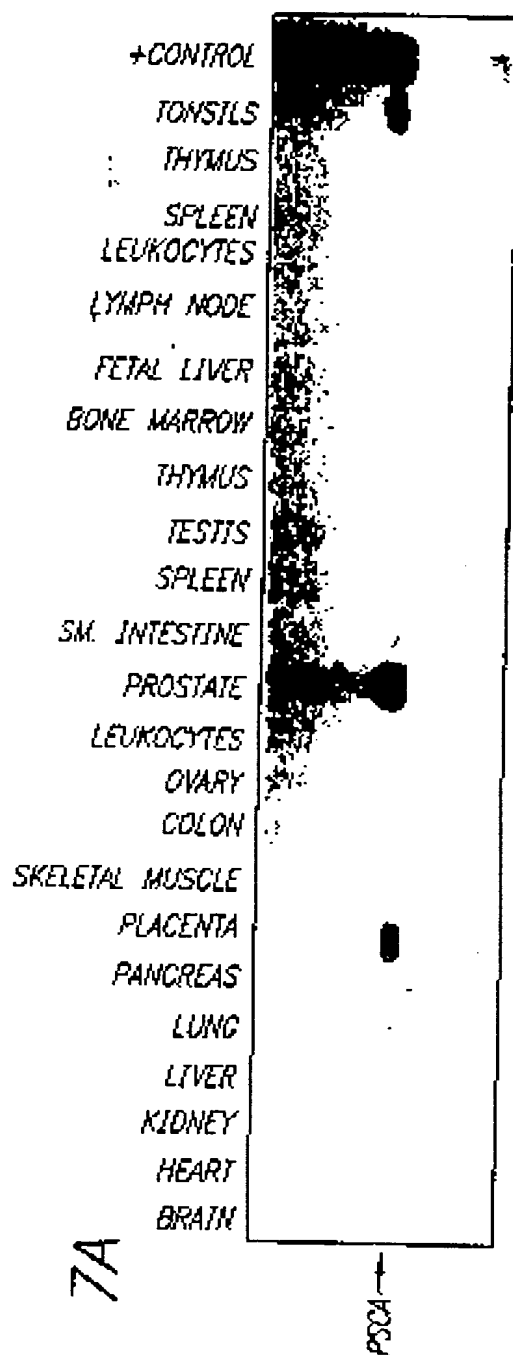 +CONTROL
TONSILS
THYMUS
SPLEEN
LEUKOCYTES
LYMPH NODE
FETAL LIVER
BONE MARROW
THYMUS
TESTIS
SPLEEN
SM. INTESTINE
PROSTATE
LEUKOCYTES
OVARY
COLON
SKELETAL MUSCLE
PLACENTA
PANCREAS
LUNG
LIVER
KIDNEY
HEART
BRAIN
7A
PSCA→